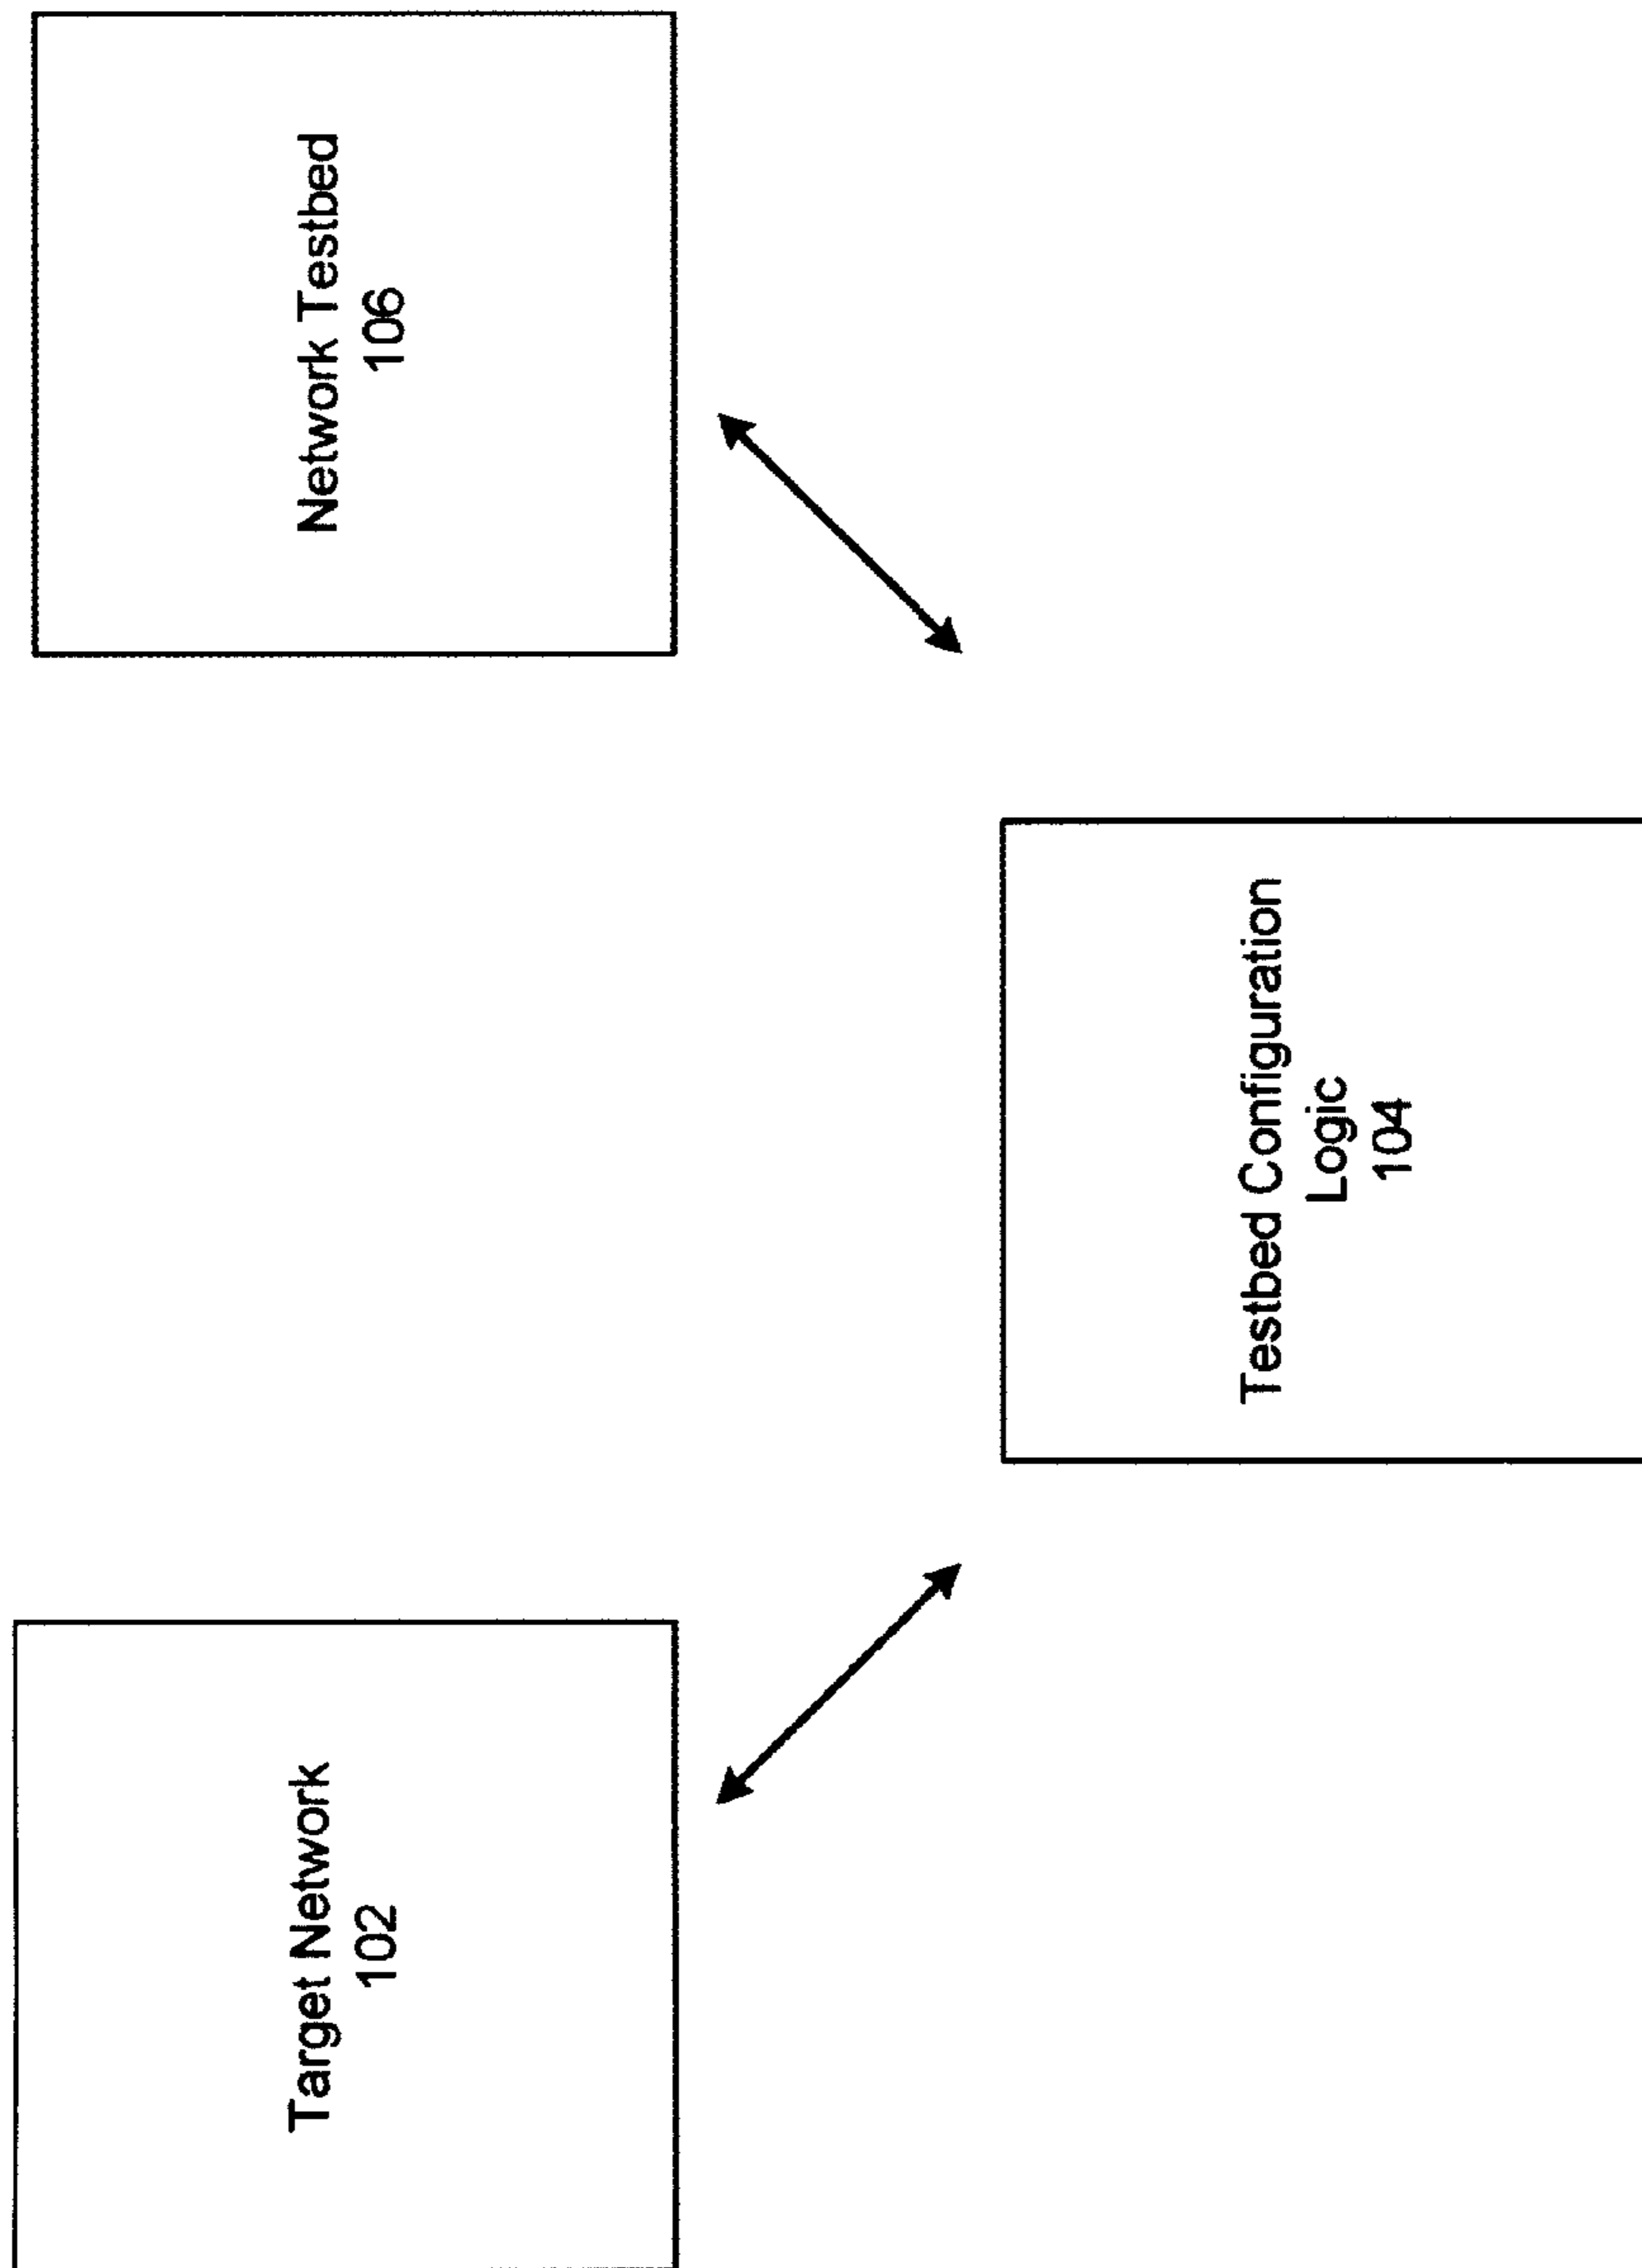 Target Network
102
Testbed Configuration
Logic
104
Network Testbed
106